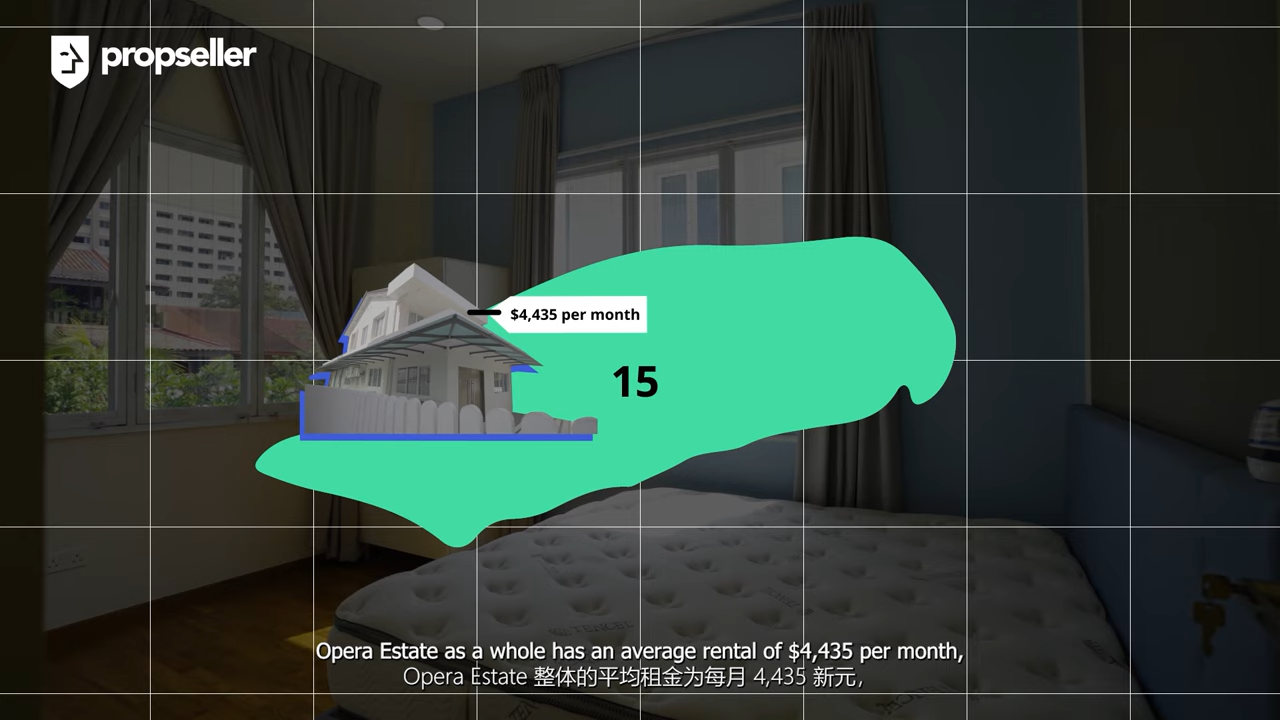 propseller
$4,435 per month
15
Opera Estate as a whole has an average rental of $4,435 per month,
Opera Estate 整体的平均租金为每月 4,435 新元，